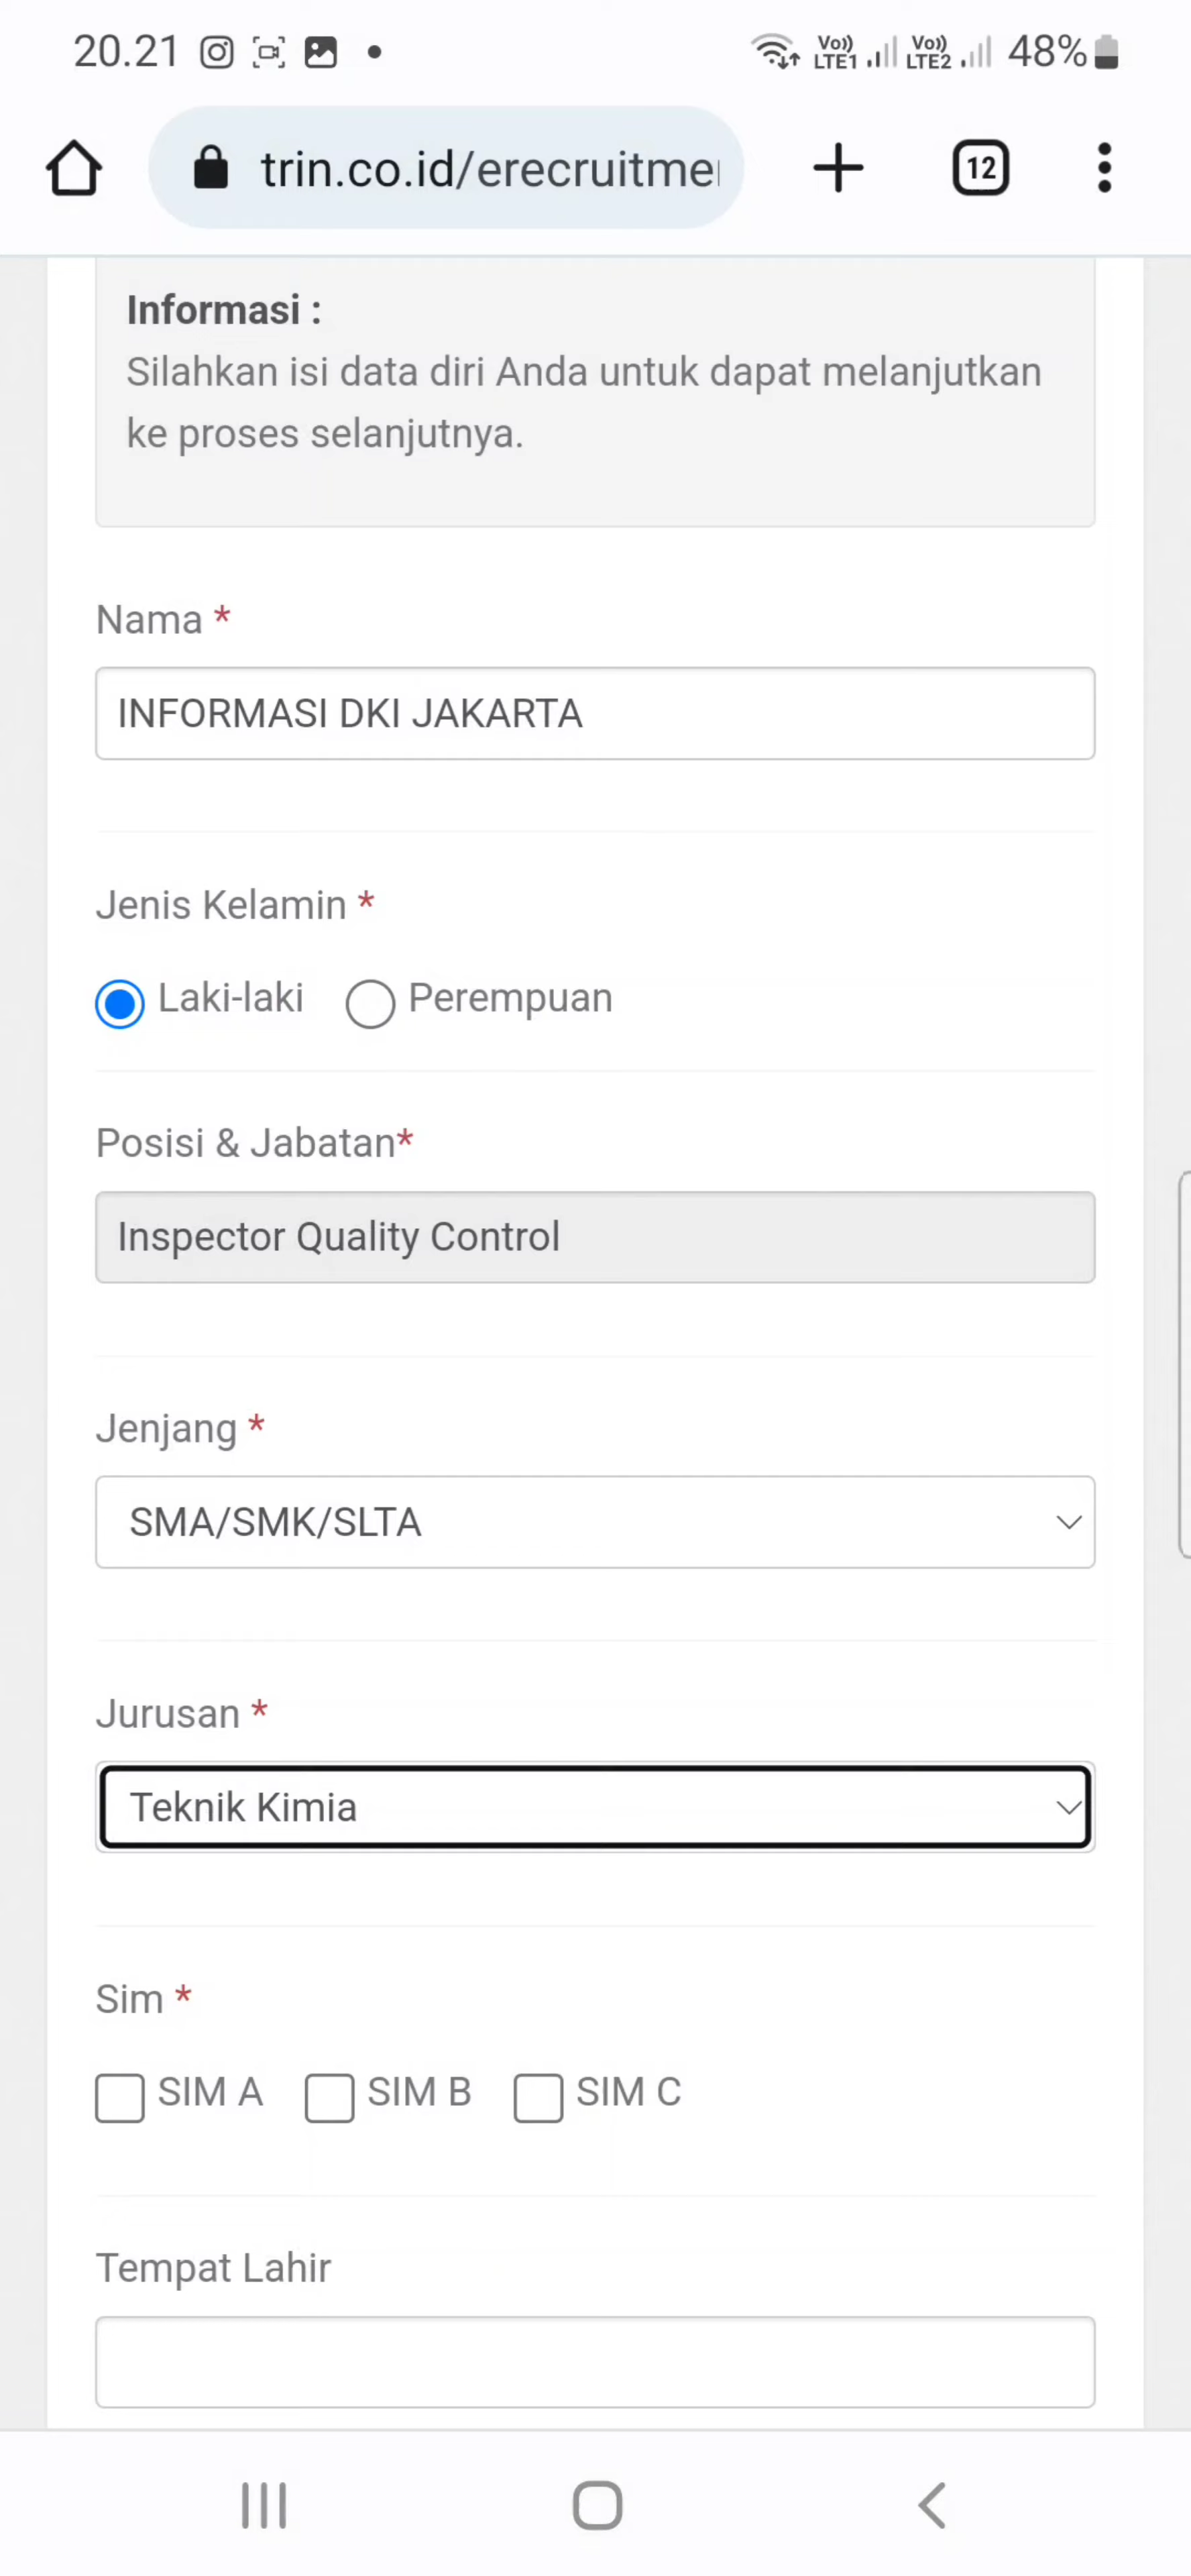 20.21
Vo)) LTE1 Vo)) LTE2 48%
trin.co.id/erecruitme
12
Informasi :
Silahkan isi data diri Anda untuk dapat melanjutkan
ke proses selanjutnya.
Nama *
INFORMASI DKI JAKARTA
Jenis Kelamin *
Laki-laki Perempuan
Posisi & Jabatan*
Inspector Quality Control
Jenjang *
SMA/SMK/SLTA
Jurusan *
Teknik Kimia
Sim *
SIM A SIM B SIM C
Tempat Lahir